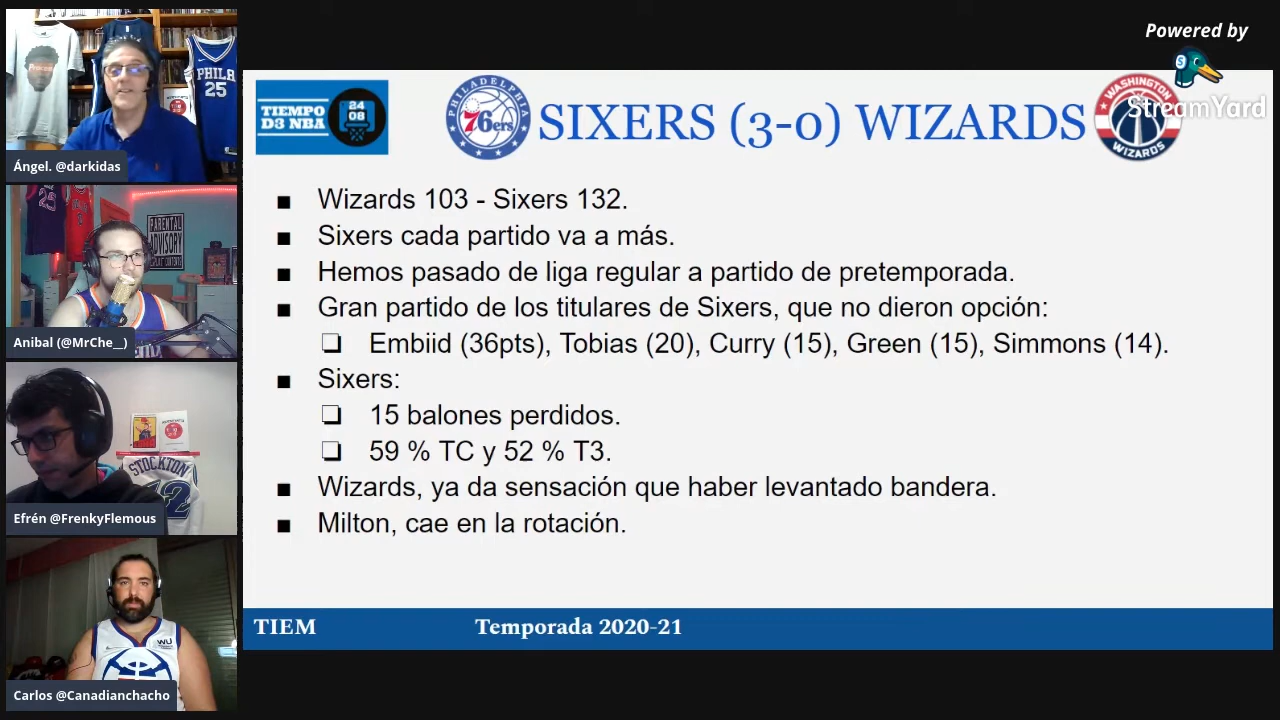 Powered by
StreamYard
PHILA
25
Ángel. @darkidas
TIEMPO
D3 NBA
24
08
PHILADELPHIA
76ers
SIXERS (3-0) WIZARDS
WASHINGTON
WIZARDS
■ Wizards 103 - Sixers 132.
■ Sixers cada partido va a más.
■ Hemos pasado de liga regular a partido de pretemporada.
■ Gran partido de los titulares de Sixers, que no dieron opción:
❏ Embiid (36pts), Tobias (20), Curry (15), Green (15), Simmons (14).
■ Sixers:
❏ 15 balones perdidos.
❏ 59 % TC y 52 % T3.
■ Wizards, ya da sensación que haber levantado bandera.
■ Milton, cae en la rotación.
PARENTAL
ADVISORY
Anibal (@MrChe__)
STOCKTON
12
Efrén @FrenkyFlemous
WU
Carlos @Canadianchacho
TIEM
Temporada 2020-21